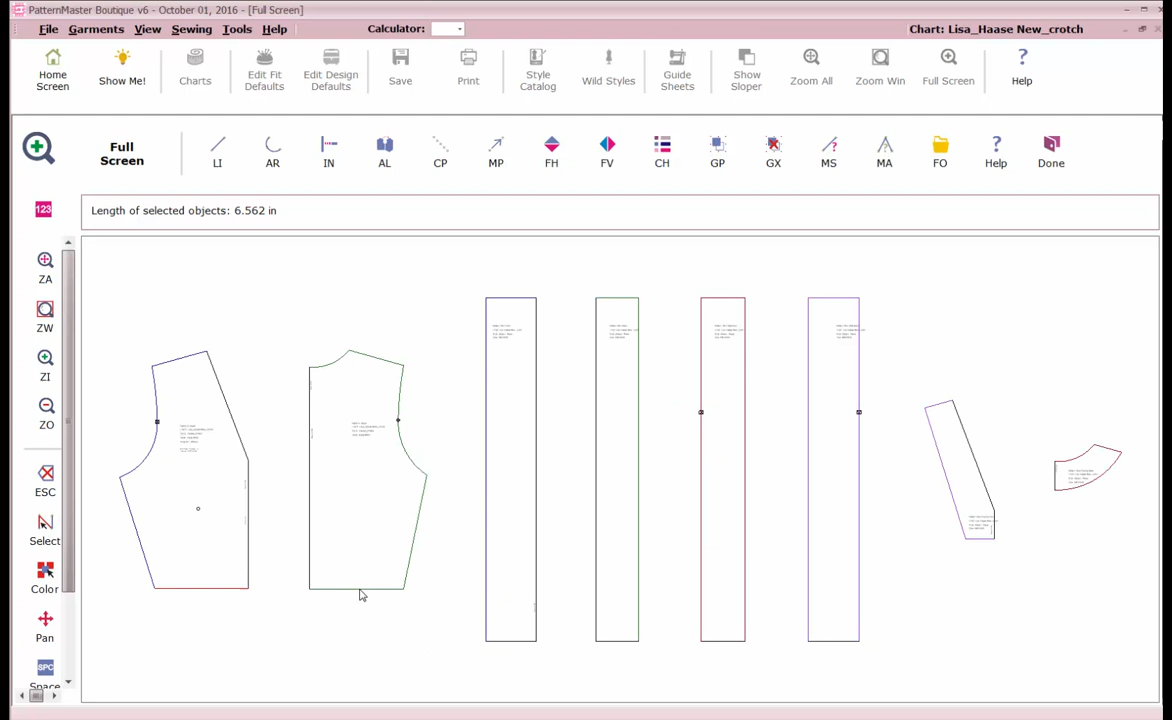 PatternMaster Boutique v6 - October 01, 2016 - [Full Screen]
File Garments View Sewing Tools Help Calculator: Chart: Lisa_Haase New_crotch
Home Screen
Show Me!
Charts
Edit Fit Defaults
Edit Design Defaults
Save
Print
Style Catalog
Wild Styles
Guide Sheets
Show Sloper
Zoom All
Zoom Win
Full Screen
Help
Full Screen
LI AR IN AL CP MP FH FV CH GP GX MS MA FO Help Done
123
Length of selected objects: 6.562 in
ZA
ZW
ZI
ZO
ESC
Select
Color
Pan
SPC
Space